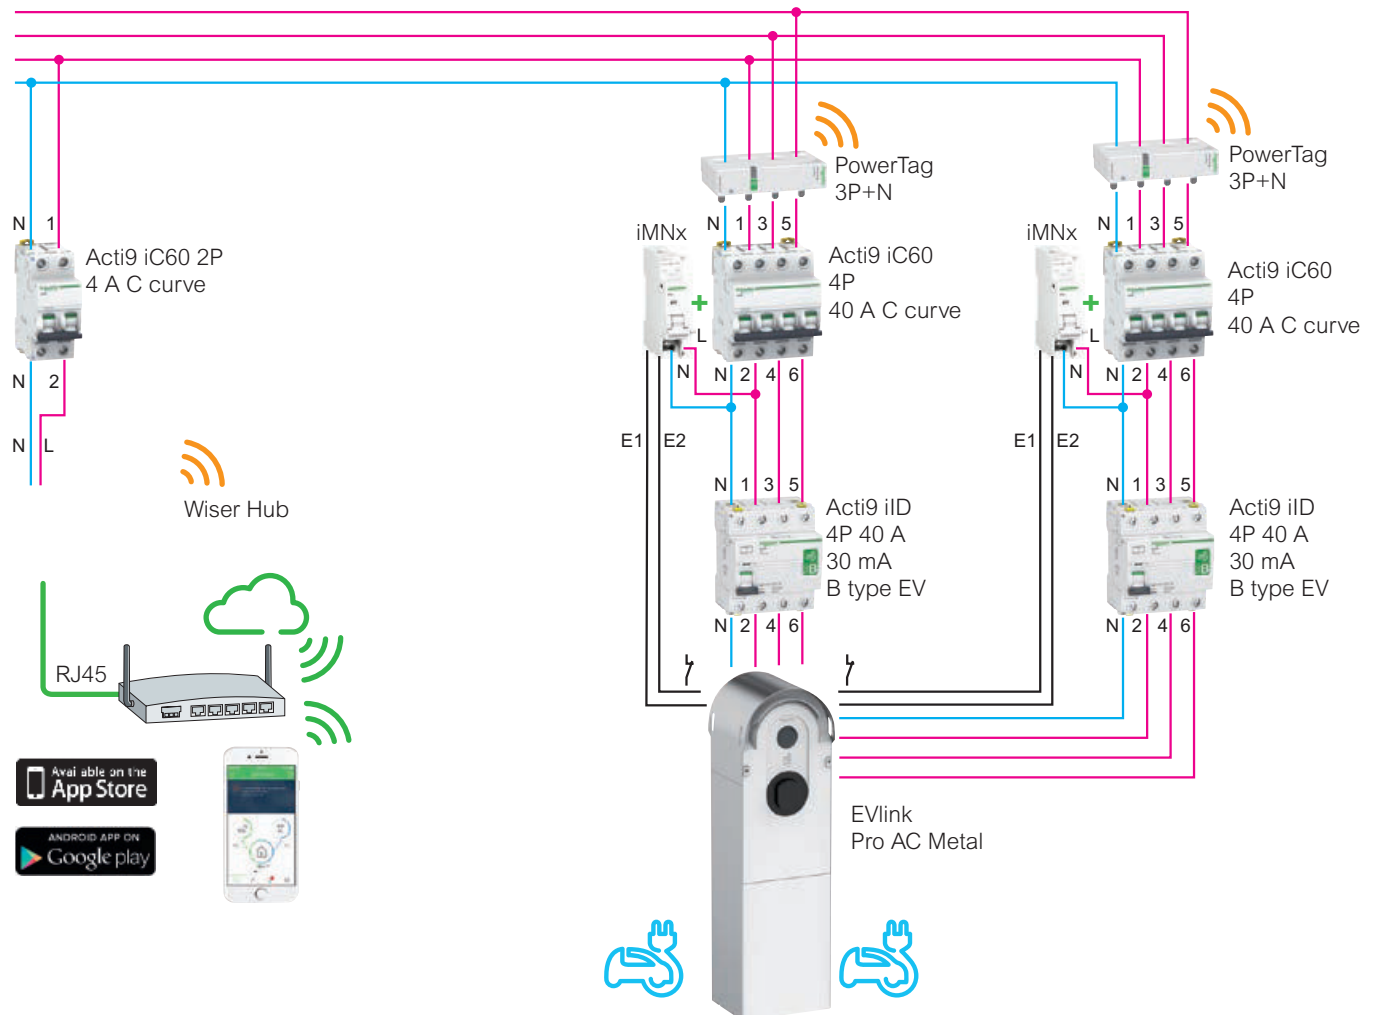 PowerTag
3P+N
PowerTag
3P+N
N 1
Acti9 iC60 2P
4 A C curve
N 2
N L
iMNx
N 1 3 5
Acti9 iC60
4P
40 A C curve
+
L
N
N 2 4 6
E1 E2
iMNx
N 1 3 5
Acti9 iC60
4P
40 A C curve
+
L
N
N 2 4 6
E1 E2
Wiser Hub
N 1 3 5
Acti9 iID
4P 40 A
30 mA
B type EV
N 2 4 6
N 1 3 5
Acti9 iID
4P 40 A
30 mA
B type EV
N 2 4 6
RJ45
Available on the
App Store
ANDROID APP ON
Google play
EVlink
Pro AC Metal